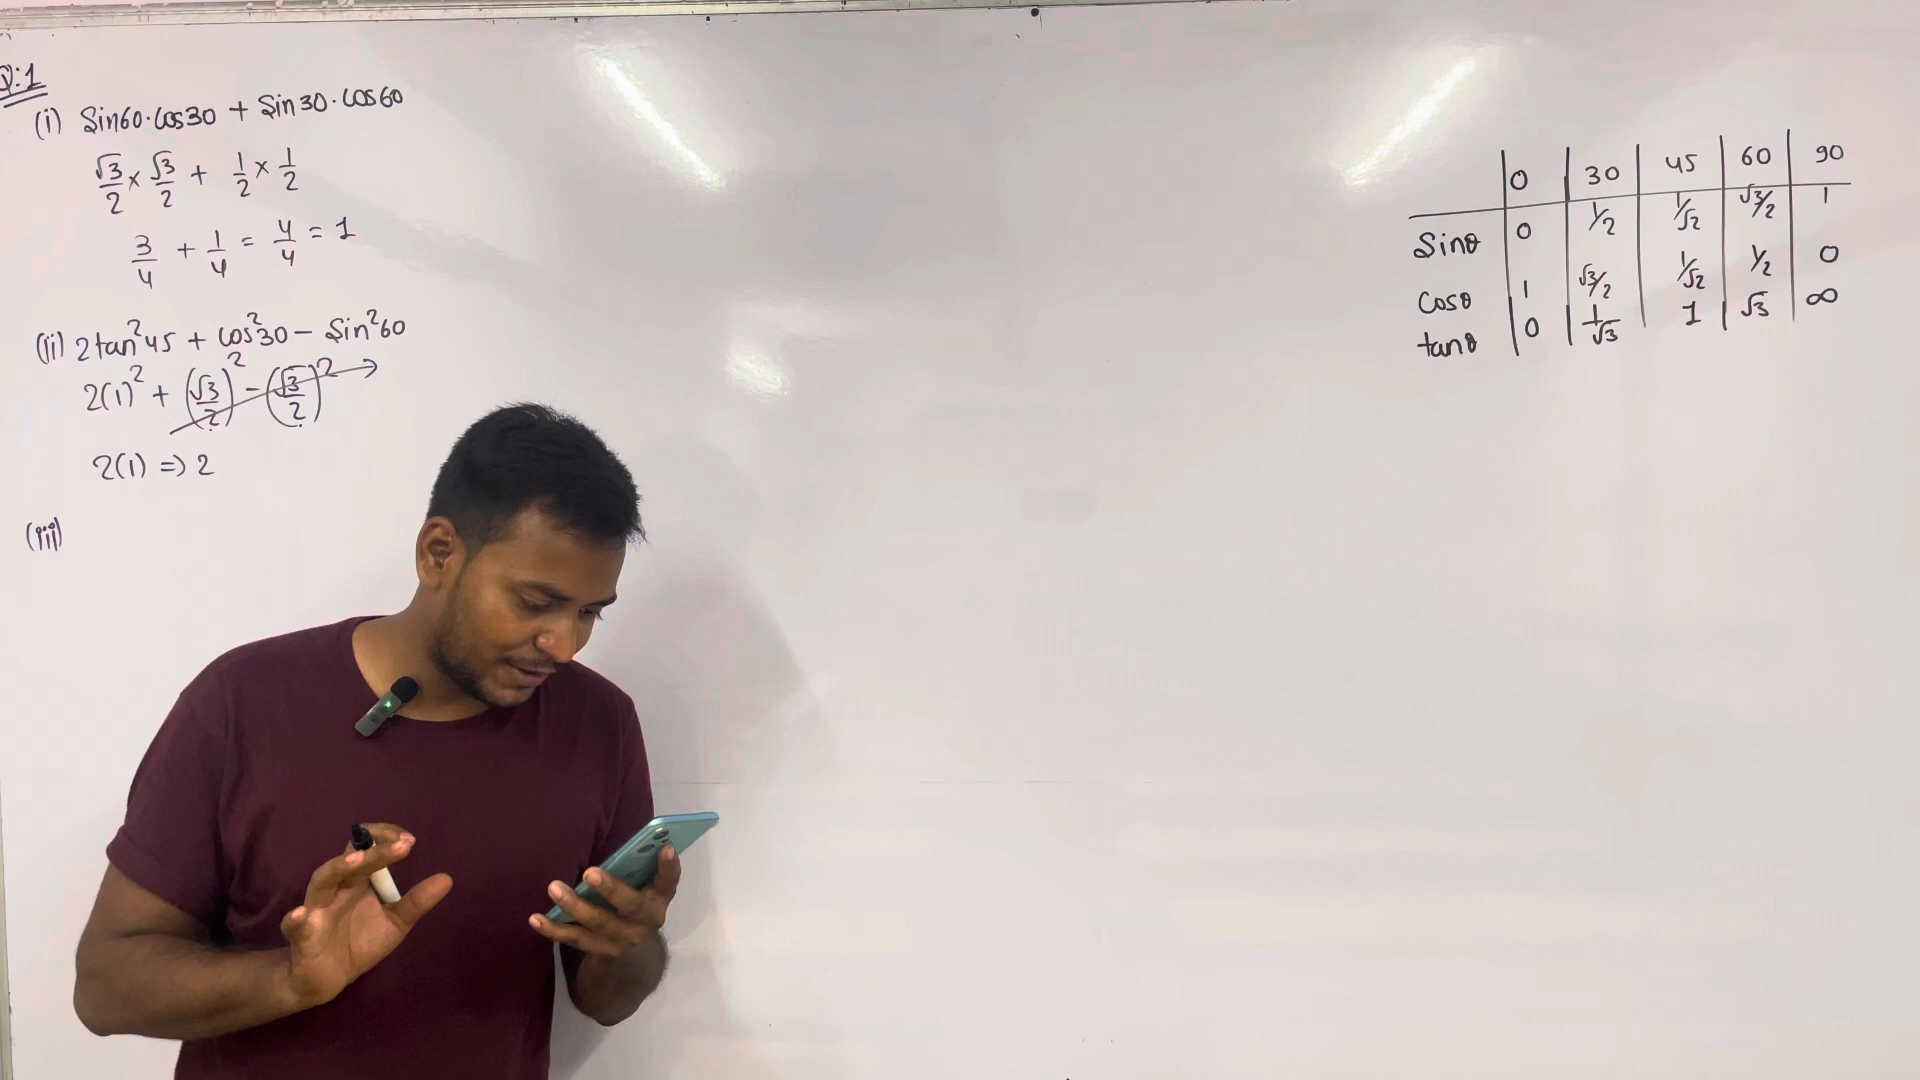 Q:1
(i) Sin60·Cos30 + Sin30·Cos60
√3/2 × √3/2 + 1/2 × 1/2
3/4 + 1/4 = 4/4 = 1
(ii) 2tan²45 + Cos²30 − Sin²60
2(1)² + (√3/2)² − (√3/2)²
2(1) => 2
(iii)
0 30 45 60 90
Sinθ 0 1/2 1/√2 √3/2 1
Cosθ 1 √3/2 1/√2 1/2 0
tanθ 0 1/√3 1 √3 ∞